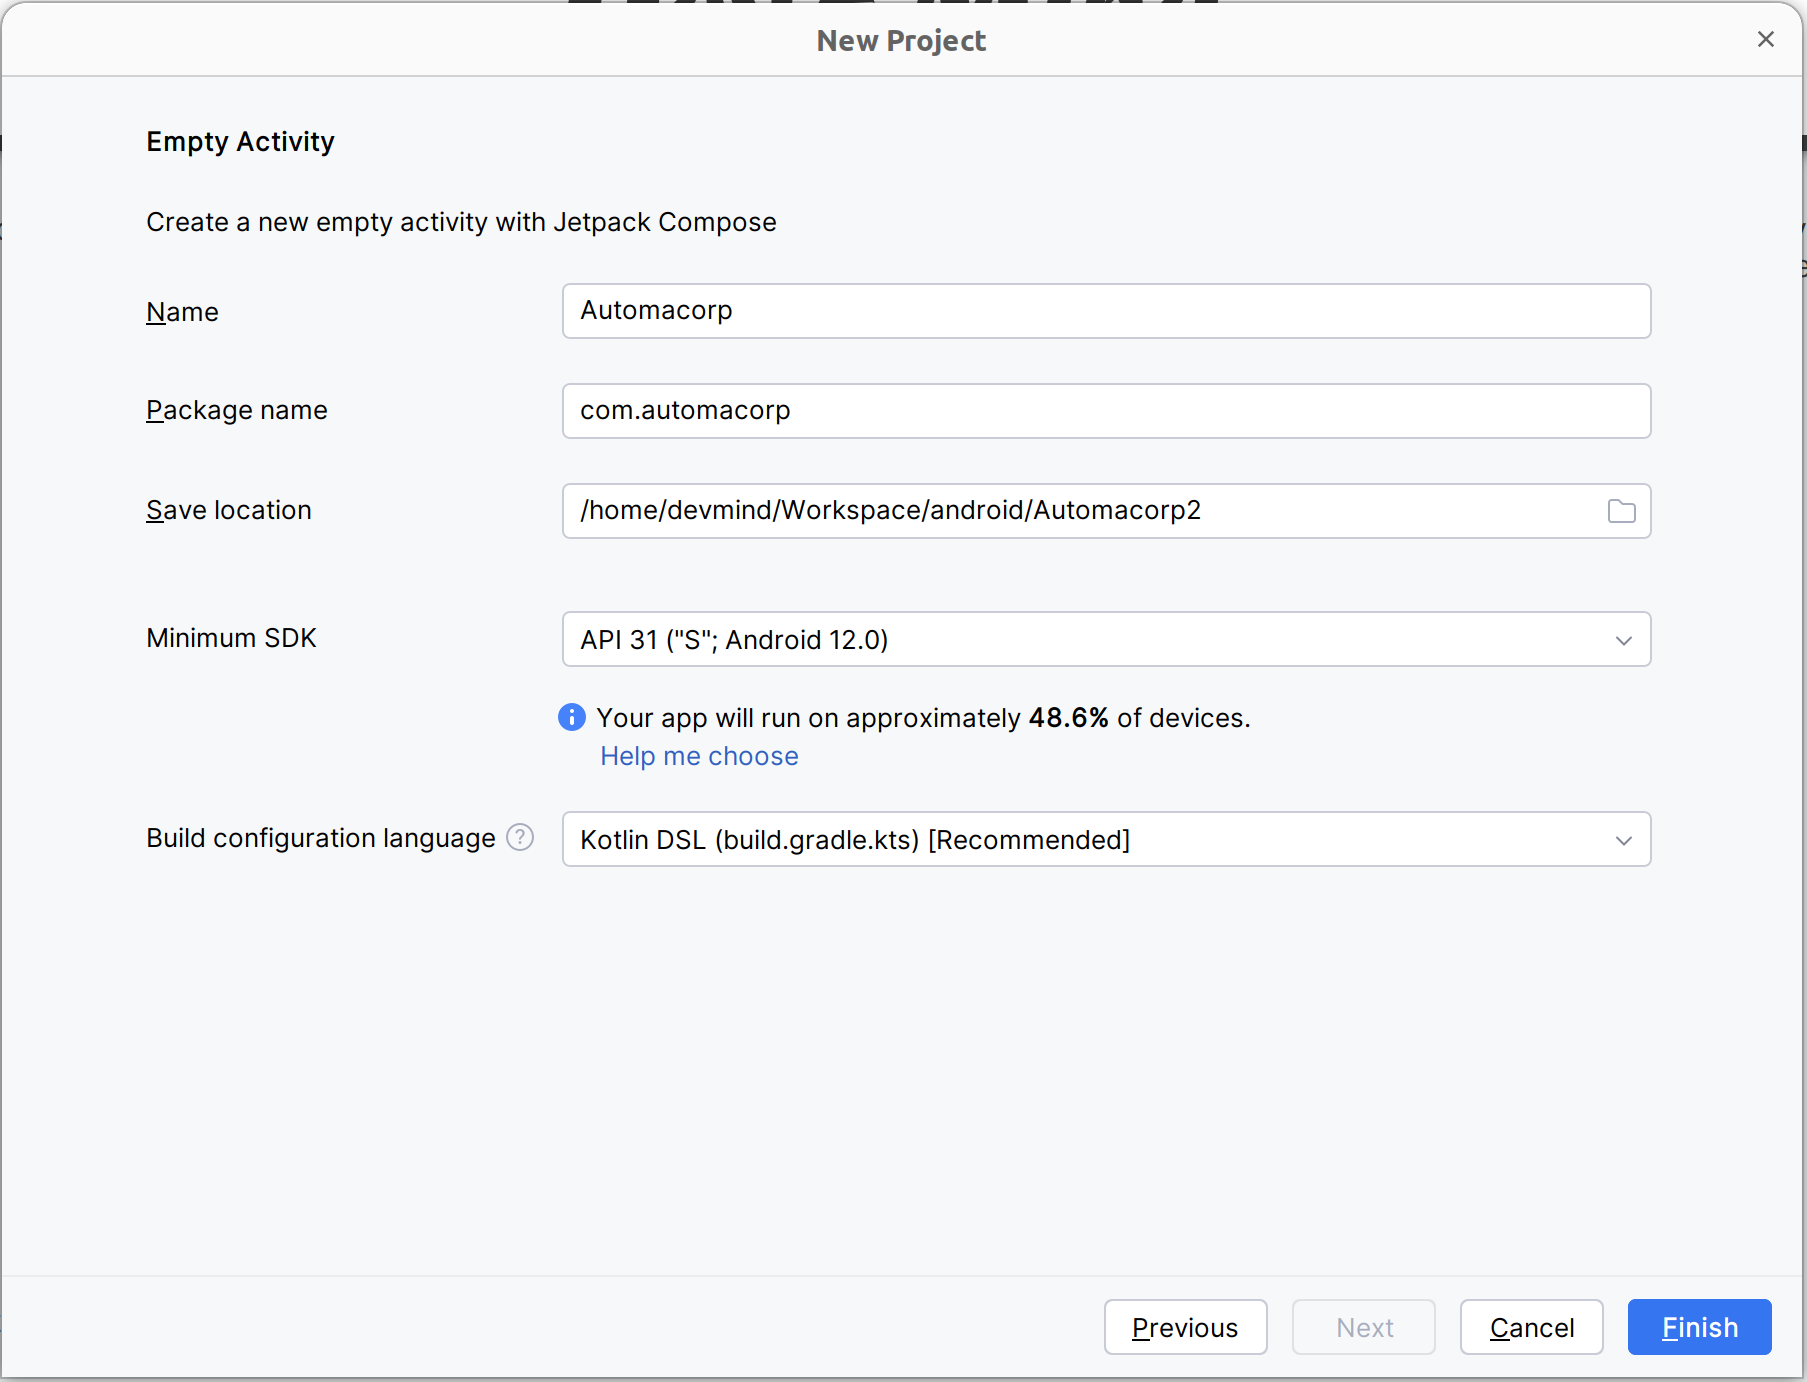 New Project
Empty Activity
Create a new empty activity with Jetpack Compose
Name
Automacorp
Package name
com.automacorp
Save location
/home/devmind/Workspace/android/Automacorp2
Minimum SDK
API 31 ("S"; Android 12.0)
Your app will run on approximately 48.6% of devices.
Help me choose
Build configuration language
Kotlin DSL (build.gradle.kts) [Recommended]
Previous
Next
Cancel
Finish